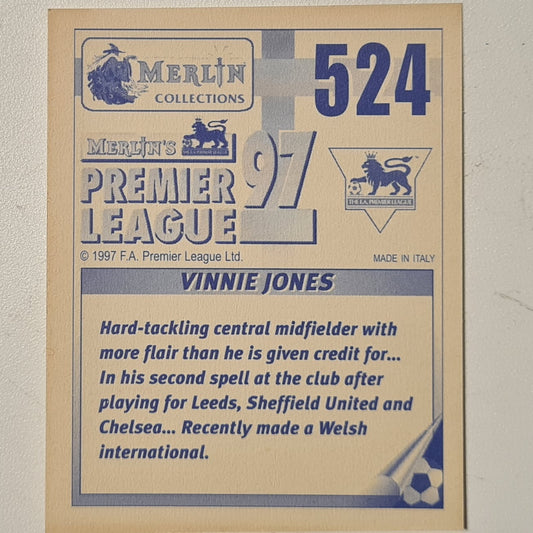 MERLIN
COLLECTIONS
524
MERLIN'S
PREMIER
LEAGUE
97
THE F.A. PREMIER LEAGUE
© 1997 F.A. Premier League Ltd.
MADE IN ITALY
VINNIE JONES
Hard-tackling central midfielder with
more flair than he is given credit for...
In his second spell at the club after
playing for Leeds, Sheffield United and
Chelsea... Recently made a Welsh
international.